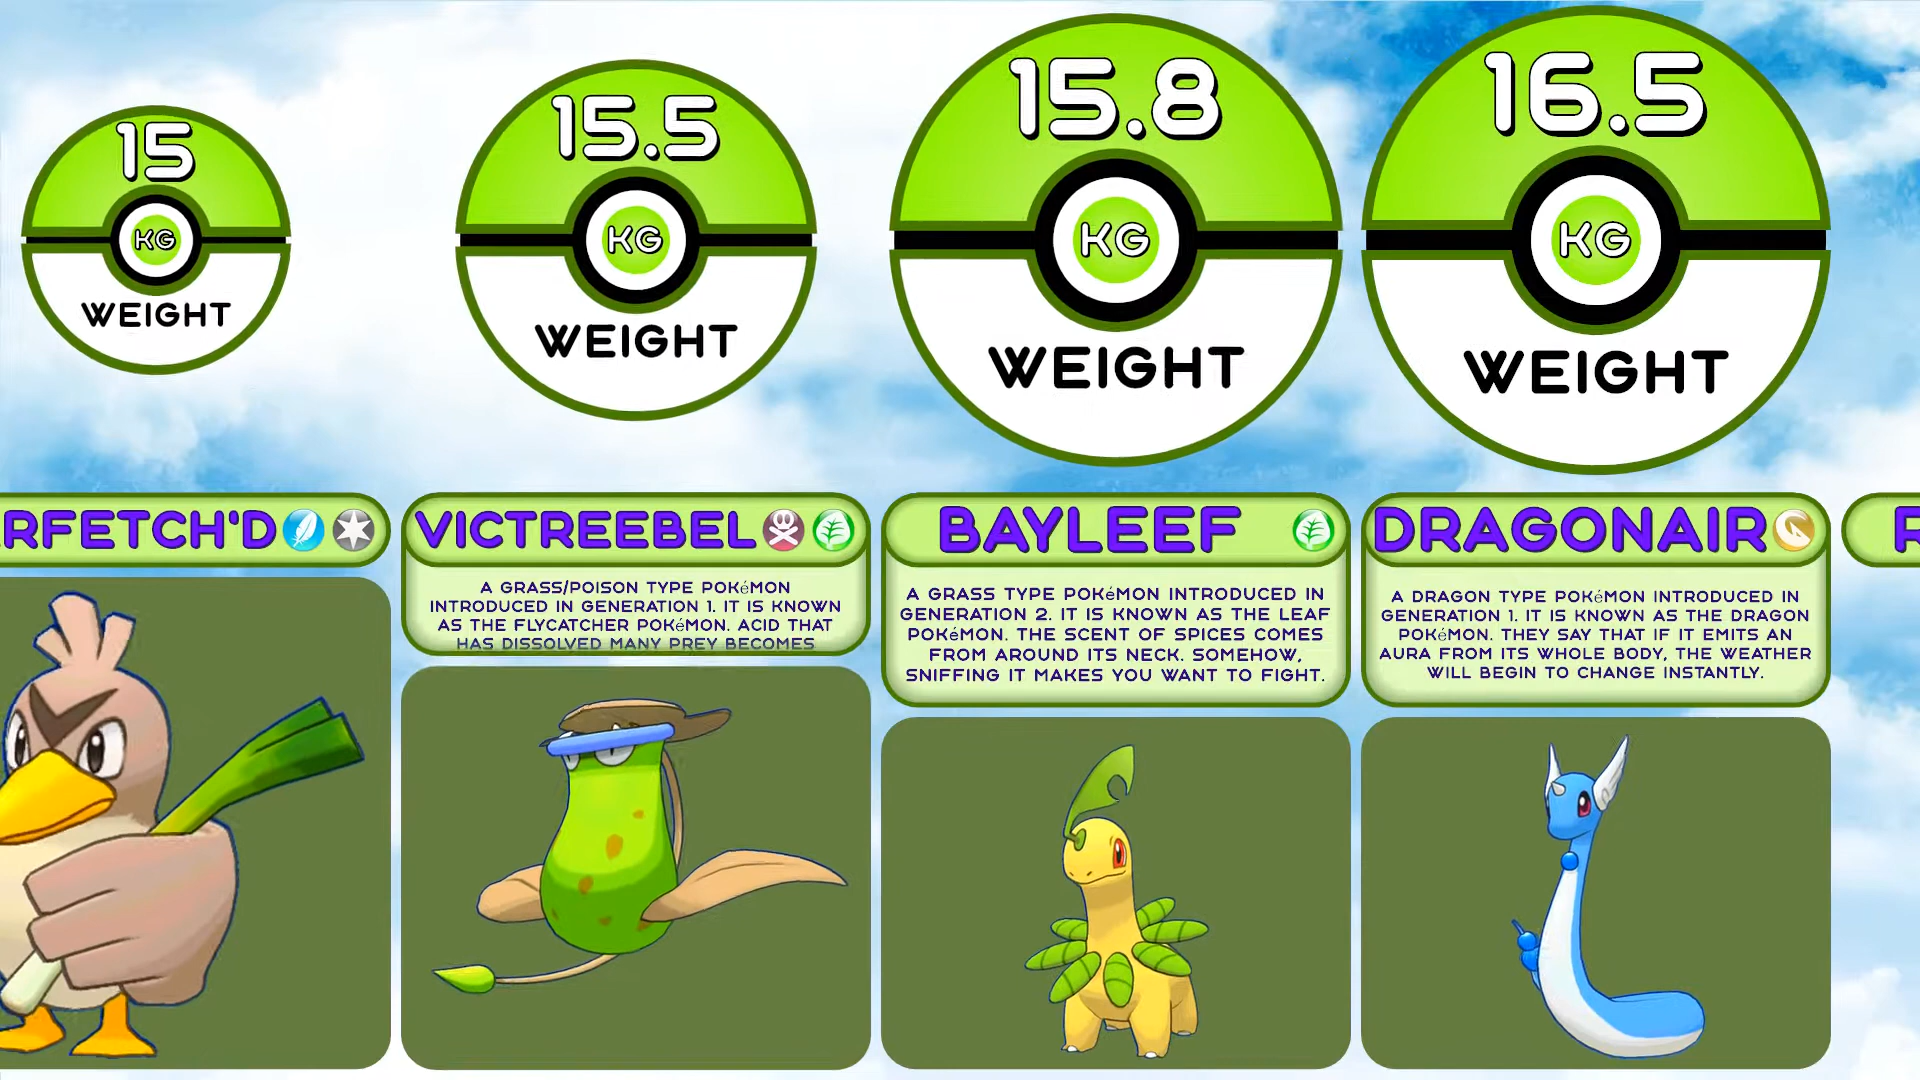 15
KG
WEIGHT
15.5
KG
WEIGHT
15.8
KG
WEIGHT
16.5
KG
WEIGHT
RFETCH'D
VICTREEBEL
A GRASS/POISON TYPE POKéMON
INTRODUCED IN GENERATION 1. IT IS KNOWN
AS THE FLYCATCHER POKéMON. ACID THAT
HAS DISSOLVED MANY PREY BECOMES
BAYLEEF
A GRASS TYPE POKéMON INTRODUCED IN
GENERATION 2. IT IS KNOWN AS THE LEAF
POKéMON. THE SCENT OF SPICES COMES
FROM AROUND ITS NECK. SOMEHOW,
SNIFFING IT MAKES YOU WANT TO FIGHT.
DRAGONAIR
A DRAGON TYPE POKéMON INTRODUCED IN
GENERATION 1. IT IS KNOWN AS THE DRAGON
POKéMON. THEY SAY THAT IF IT EMITS AN
AURA FROM ITS WHOLE BODY, THE WEATHER
WILL BEGIN TO CHANGE INSTANTLY.